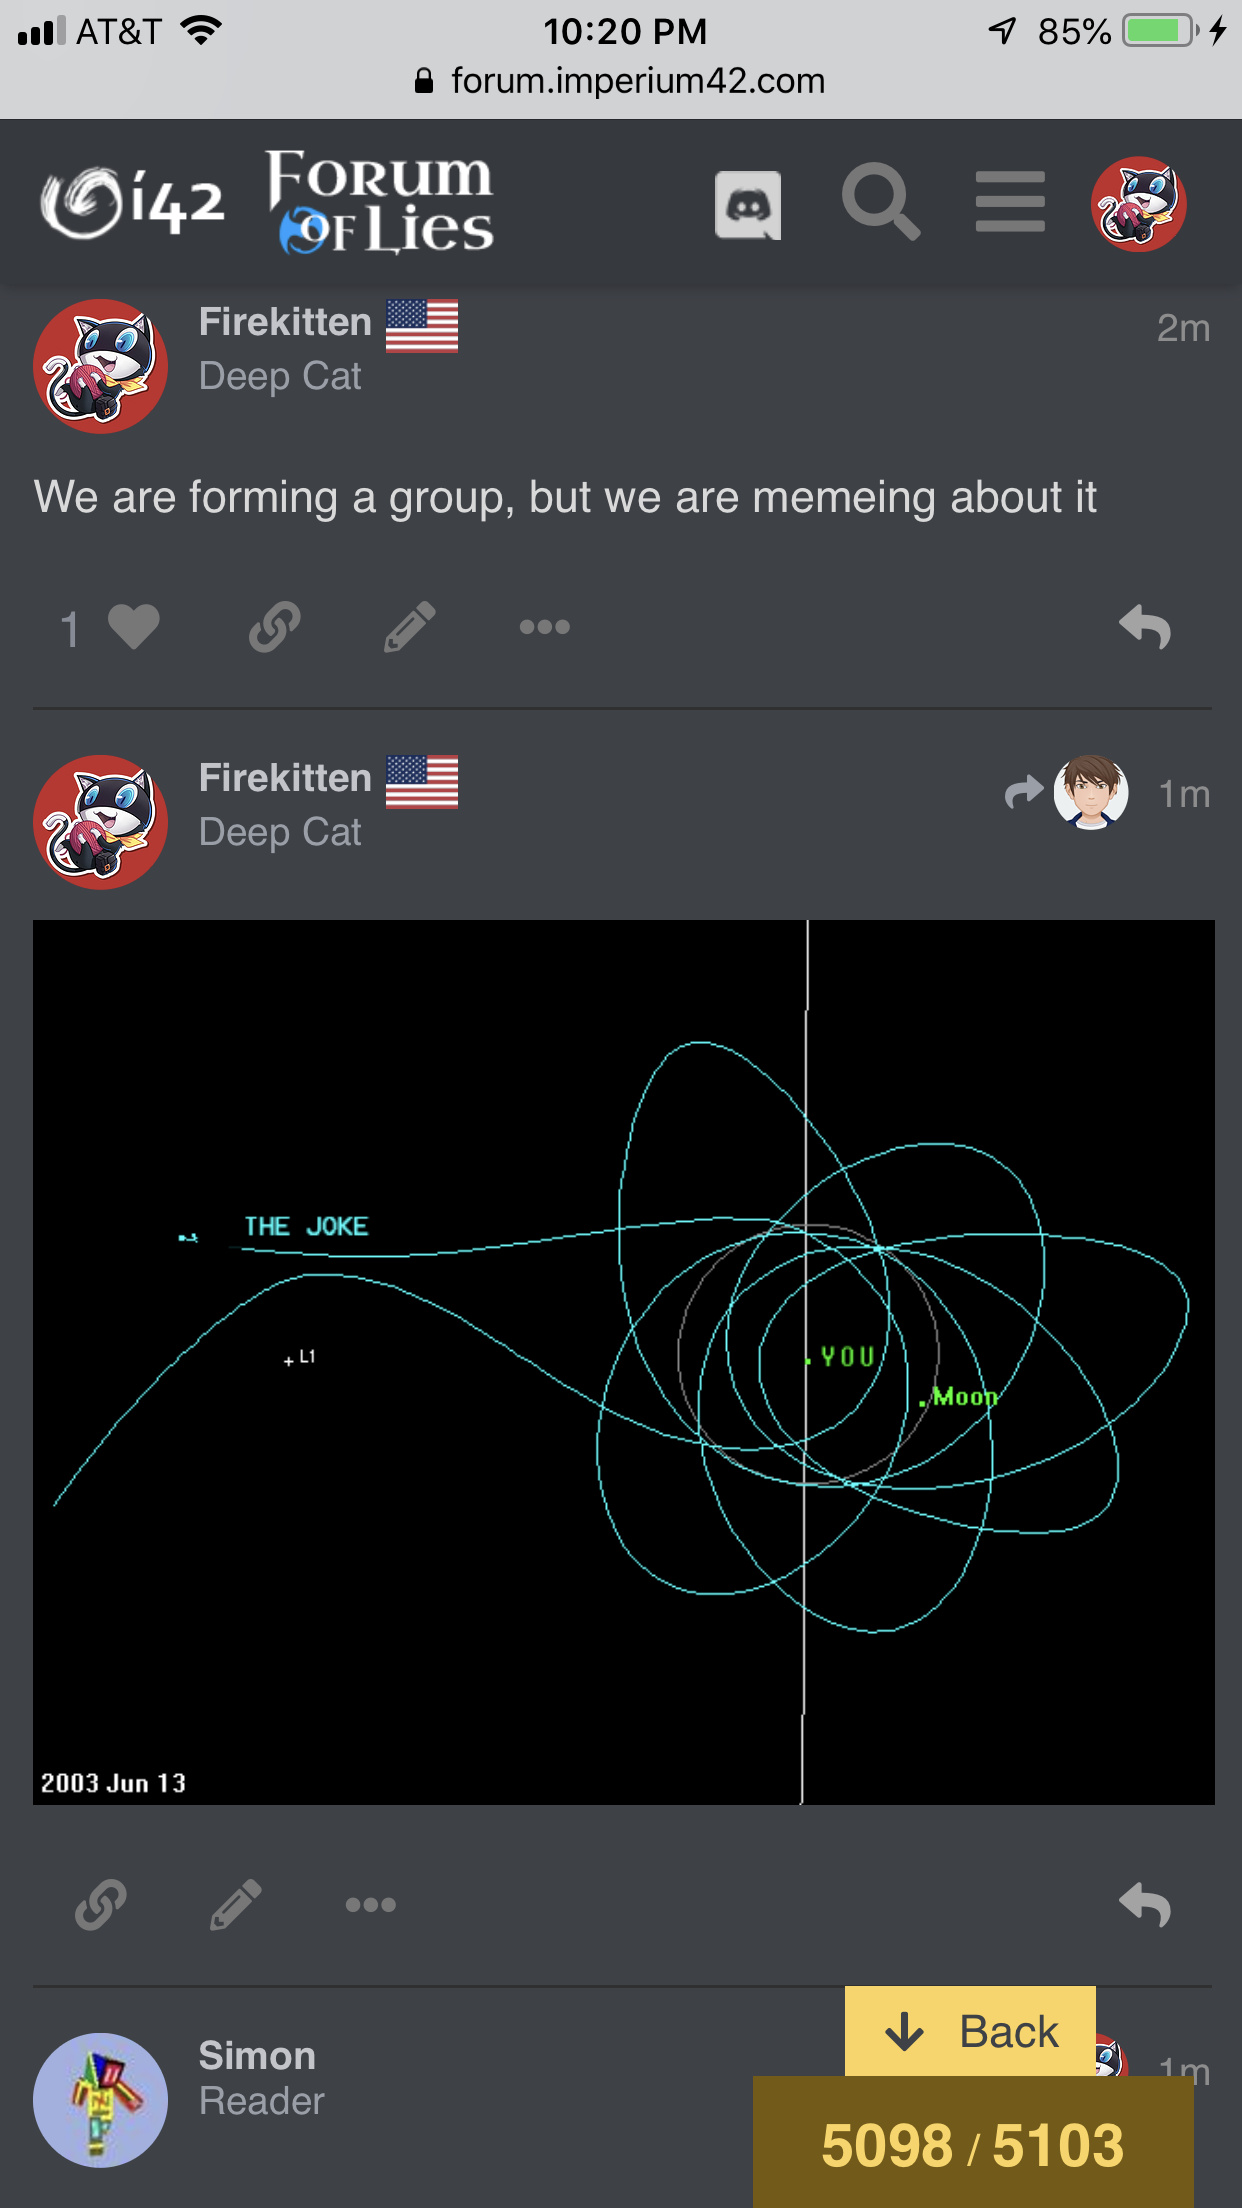 AT&T 10:20 PM 85%
forum.imperium42.com
i42 Forum of Lies
Firekitten 2m
Deep Cat
We are forming a group, but we are memeing about it
1
Firekitten 1m
Deep Cat
THE JOKE
L1
YOU
Moon
2003 Jun 13
Simon 1m
Reader
Back
5098 / 5103